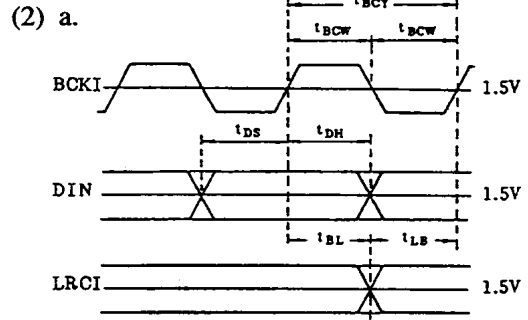 (2) a.
tBCY
tBCW tBCW
BCKI 1.5V
tDS tDH
DIN 1.5V
tBL tLB
LRCI 1.5V